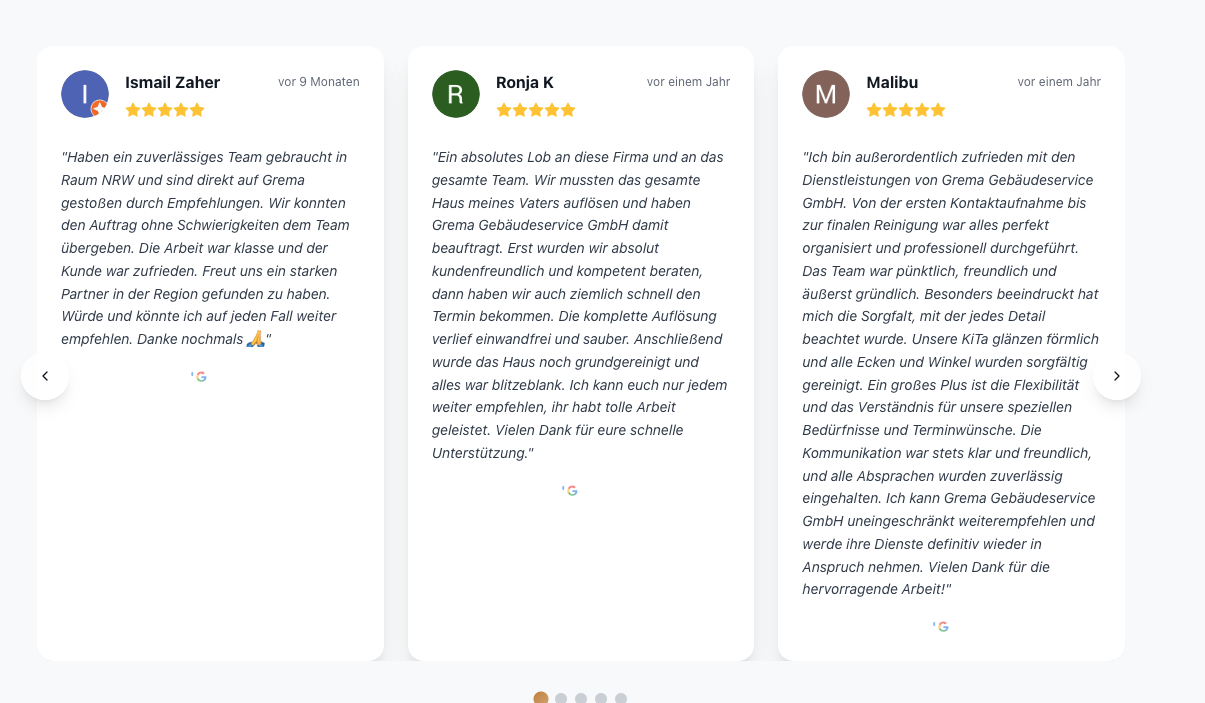 Ismail Zaher
vor 9 Monaten
"Haben ein zuverlässiges Team gebraucht in
Raum NRW und sind direkt auf Grema
gestoßen durch Empfehlungen. Wir konnten
den Auftrag ohne Schwierigkeiten dem Team
übergeben. Die Arbeit war klasse und der
Kunde war zufrieden. Freut uns ein starken
Partner in der Region gefunden zu haben.
Würde und könnte ich auf jeden Fall weiter
empfehlen. Danke nochmals🙏"
G
Ronja K
vor einem Jahr
"Ein absolutes Lob an diese Firma und an das
gesamte Team. Wir mussten das gesamte
Haus meines Vaters auflösen und haben
Grema Gebäudeservice GmbH damit
beauftragt. Erst wurden wir absolut
kundenfreundlich und kompetent beraten,
dann haben wir auch ziemlich schnell den
Termin bekommen. Die komplette Auflösung
verlief einwandfrei und sauber. Anschließend
wurde das Haus noch grundgereinigt und
alles war blitzeblank. Ich kann euch nur jedem
weiter empfehlen, ihr habt tolle Arbeit
geleistet. Vielen Dank für eure schnelle
Unterstützung."
G
Malibu
vor einem Jahr
"Ich bin außerordentlich zufrieden mit den
Dienstleistungen von Grema Gebäudeservice
GmbH. Von der ersten Kontaktaufnahme bis
zur finalen Reinigung war alles perfekt
organisiert und professionell durchgeführt.
Das Team war pünktlich, freundlich und
äußerst gründlich. Besonders beeindruckt hat
mich die Sorgfalt, mit der jedes Detail
beachtet wurde. Unsere KiTa glänzen förmlich
und alle Ecken und Winkel wurden sorgfältig
gereinigt. Ein großes Plus ist die Flexibilität
und das Verständnis für unsere speziellen
Bedürfnisse und Terminwünsche. Die
Kommunikation war stets klar und freundlich,
und alle Absprachen wurden zuverlässig
eingehalten. Ich kann Grema Gebäudeservice
GmbH uneingeschränkt weiterempfehlen und
werde ihre Dienste definitiv wieder in
Anspruch nehmen. Vielen Dank für die
hervorragende Arbeit!"
G
I
R
M